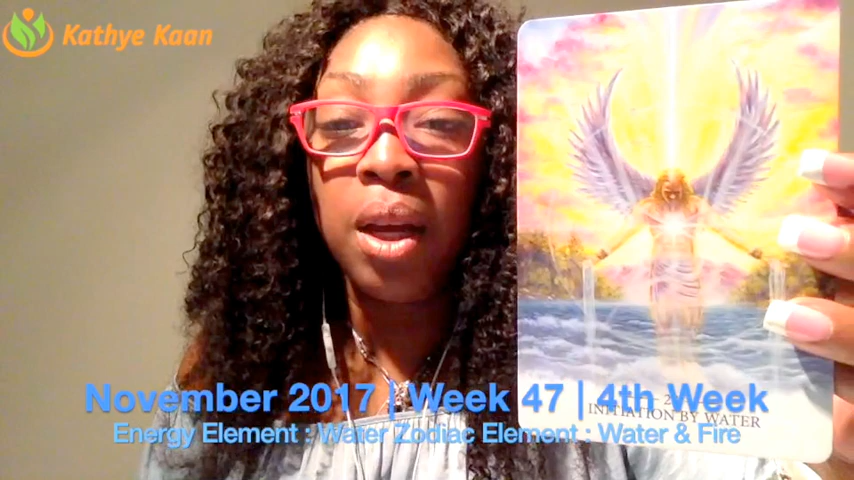 Kathye Kaan
November 2017 | Week 47 | 4th Week
INITIATION BY WATER
Energy Element : Water Zodiac Element : Water & Fire